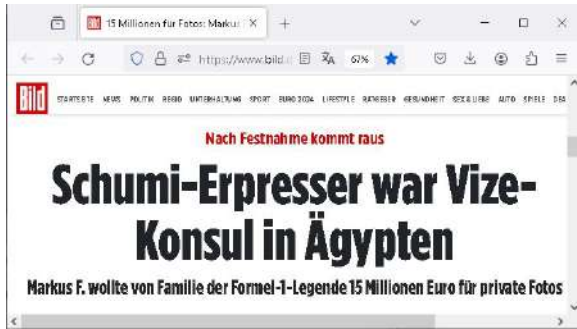 15 Millionen für Fotos: Markus F
https://www.bild.d 67%
Bild STARTSEITE NEWS POLITIK REGIO UNTERHALTUNG SPORT EURO 2024 LIFESTYLE RATGEBER GESUNDHEIT SEX & LIEBE AUTO SPIELE DEA
Nach Festnahme kommt raus
Schumi-Erpresser war Vize-
Konsul in Ägypten
Markus F. wollte von Familie der Formel-1-Legende 15 Millionen Euro für private Fotos